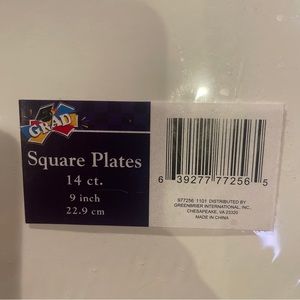 GRAD
Square Plates
14 ct.
9 inch
22.9 cm
6 39277 77256 5
977256 1101 DISTRIBUTED BY
GREENBRIER INTERNATIONAL, INC.
CHESAPEAKE, VA 23320
MADE IN CHINA